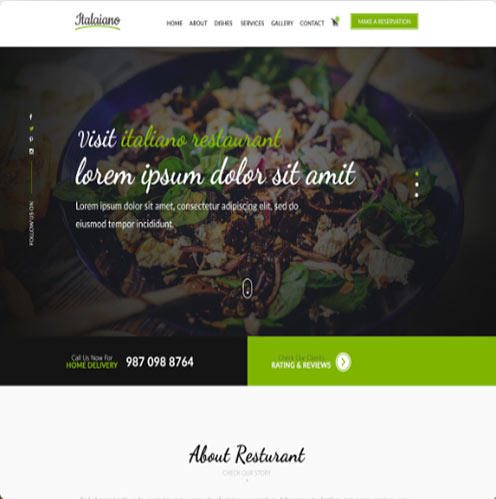 Italaiano
HOME ABOUT DISHES SERVICES GALLERY CONTACT
MAKE A RESERVATION
Visit italiano restaurant
lorem ipsum dolor sit amit
Lorem ipsum dolor sit amet, consectetur adipiscing elit, sed do
eiusmod tempor incididunt.
FOLLOW US ON
Call Us Now For
HOME DELIVERY
987 098 8764
Check Our Clients
RATING & REVIEWS
About Resturant
CHECK OUR STORY